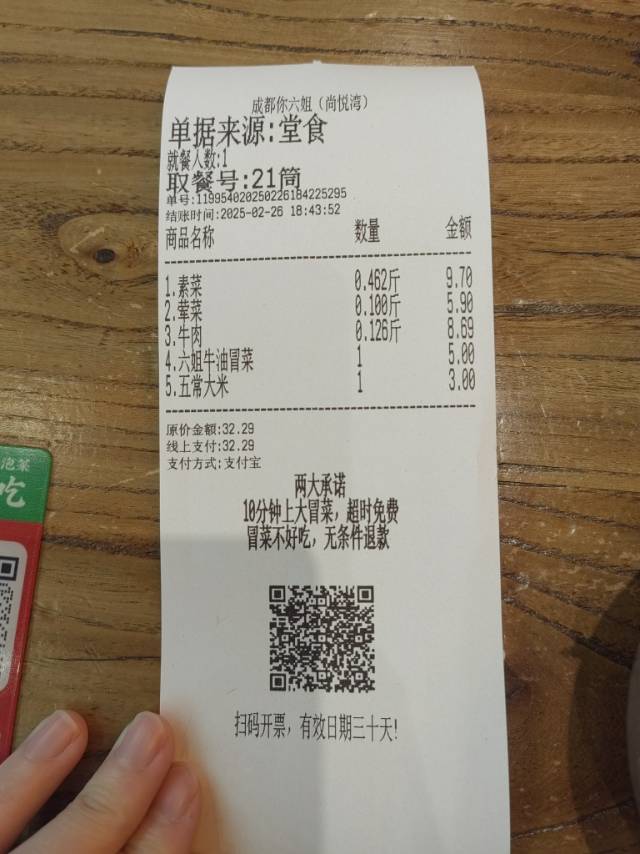 成都你六姐（尚悦湾）
单据来源:堂食
就餐人数:1
取餐号:21筒
单号:119954020250226184225295
结账时间:2025-02-26 18:43:52
商品名称 数量 金额
1.素菜 0.462斤 9.70
2.荤菜 0.100斤 5.90
3.牛肉 0.126斤 8.69
4.六姐牛油冒菜 1 5.00
5.五常大米 1 3.00
原价金额:32.29
线上支付:32.29
支付方式:支付宝
两大承诺
10分钟上大冒菜，超时免费
冒菜不好吃，无条件退款
扫码开票，有效日期三十天!
泡菜
吃